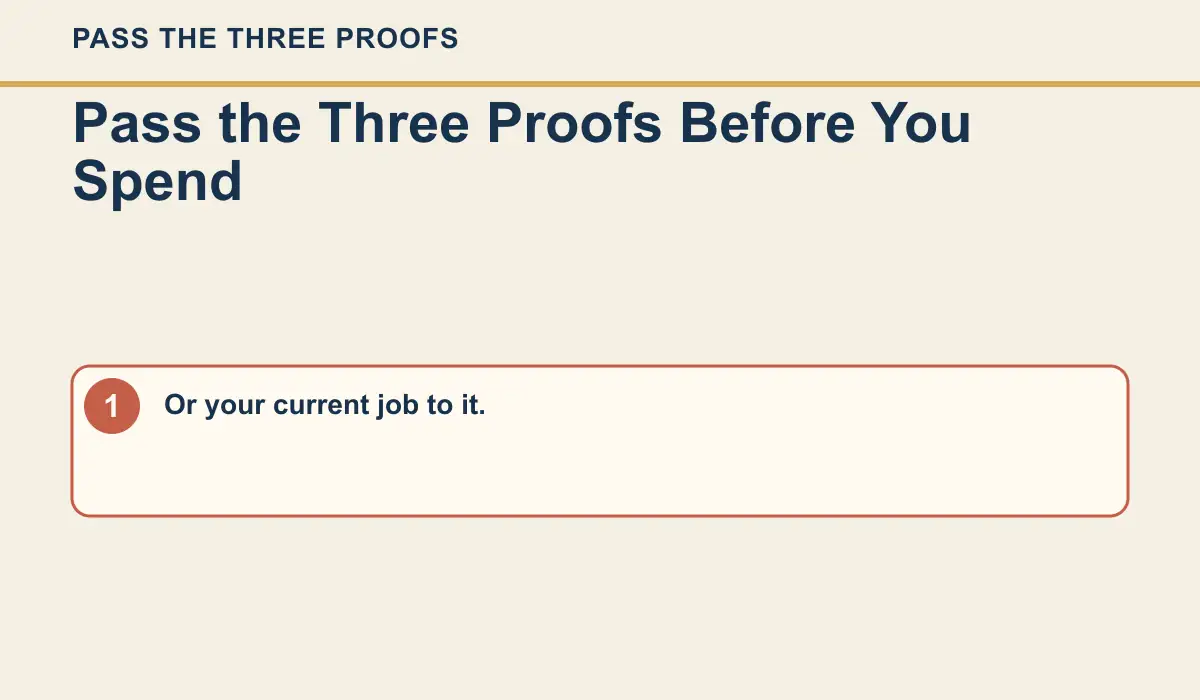 PASS THE THREE PROOFS
Pass the Three Proofs Before You
Spend
1 Or your current job to it.